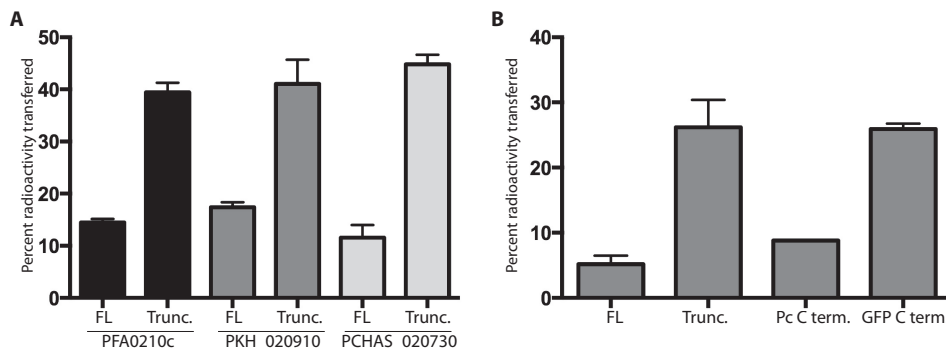 A
Percent radioactivity transferred
50
40
30
20
10
0
FL Trunc. FL Trunc. FL Trunc.
PFA0210c PKH 020910 PCHAS 020730
B
Percent radioactivity transferred
40
30
20
10
0
FL Trunc. Pc C term. GFP C term